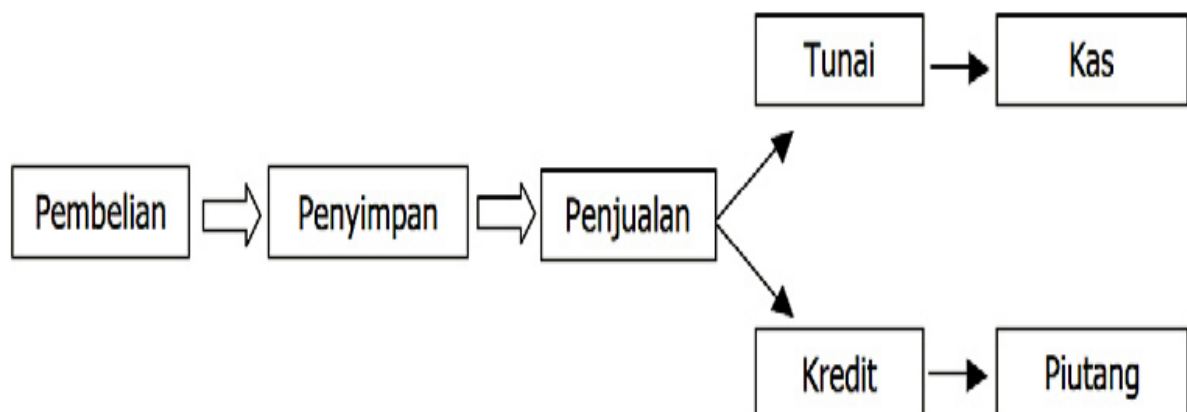 Tunai
Kas
Pembelian
Penyimpan
Penjualan
Kredit
Piutang